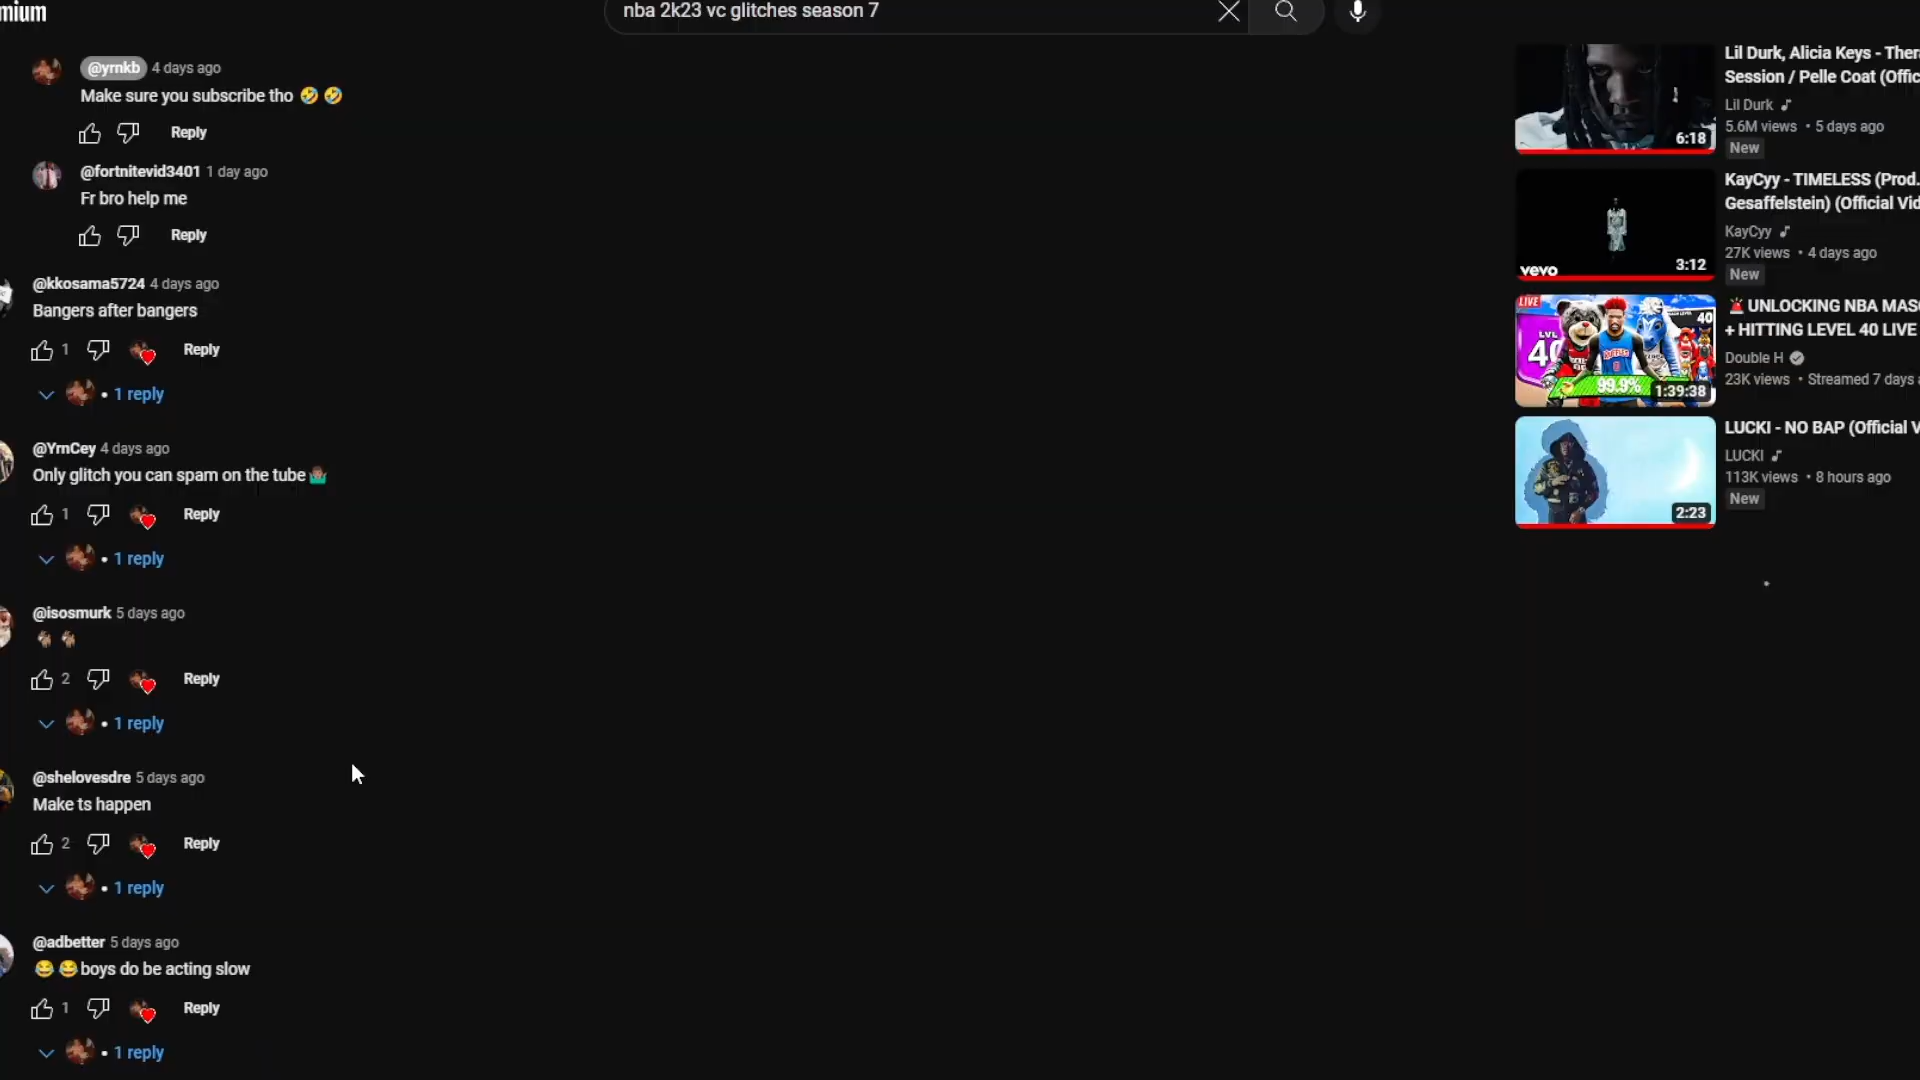 mium
nba 2k23 vc glitches season 7
@yrnkb 4 days ago
Make sure you subscribe tho 🤣 🤣
Reply
@fortnitevid3401 1 day ago
Fr bro help me
Reply
@kkosama5724 4 days ago
Bangers after bangers
1 Reply
• 1 reply
@YrnCey 4 days ago
Only glitch you can spam on the tube🤷🏾‍♂️
1 Reply
• 1 reply
@isosmurk 5 days ago
2 Reply
• 1 reply
@shelovesdre 5 days ago
Make ts happen
2 Reply
• 1 reply
@adbetter 5 days ago
😂 😂 boys do be acting slow
1 Reply
• 1 reply
6:18
Lil Durk, Alicia Keys - Ther
Session / Pelle Coat (Offic
Lil Durk
5.6M views • 5 days ago
New
vevo
3:12
KayCyy - TIMELESS (Prod.
Gesaffelstein) (Official Vid
KayCyy
27K views • 4 days ago
New
LIVE
LVL
40
40
99.9%
1:39:38
🚨 UNLOCKING NBA MAS
+ HITTING LEVEL 40 LIVE
Double H
23K views • Streamed 7 days a
2:23
LUCKI - NO BAP (Official V
LUCKI
113K views • 8 hours ago
New